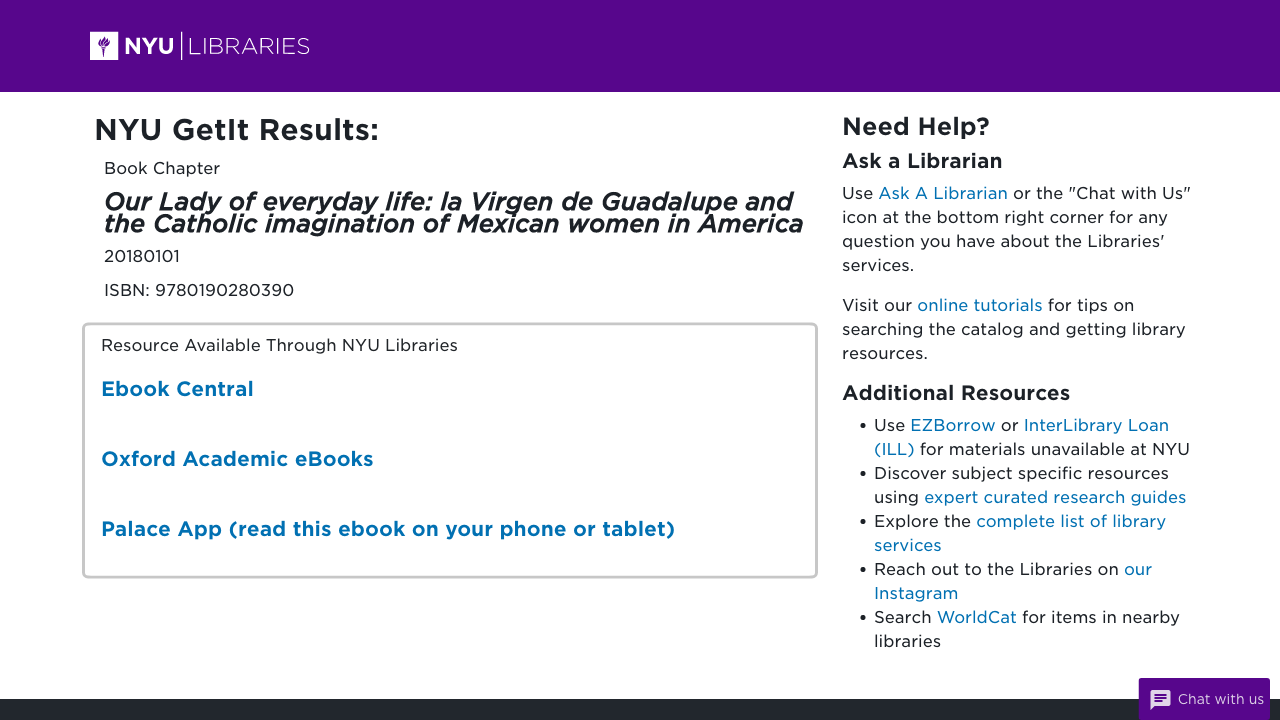 NYU LIBRARIES
NYU GetIt Results:
Book Chapter
Our Lady of everyday life: la Virgen de Guadalupe and
the Catholic imagination of Mexican women in America
20180101
ISBN: 9780190280390
Resource Available Through NYU Libraries
Ebook Central
Oxford Academic eBooks
Palace App (read this ebook on your phone or tablet)
Need Help?
Ask a Librarian
Use Ask A Librarian or the "Chat with Us"
icon at the bottom right corner for any
question you have about the Libraries'
services.
Visit our online tutorials for tips on
searching the catalog and getting library
resources.
Additional Resources
• Use EZBorrow or InterLibrary Loan
(ILL) for materials unavailable at NYU
• Discover subject specific resources
using expert curated research guides
• Explore the complete list of library
services
• Reach out to the Libraries on our
Instagram
• Search WorldCat for items in nearby
libraries
Chat with us